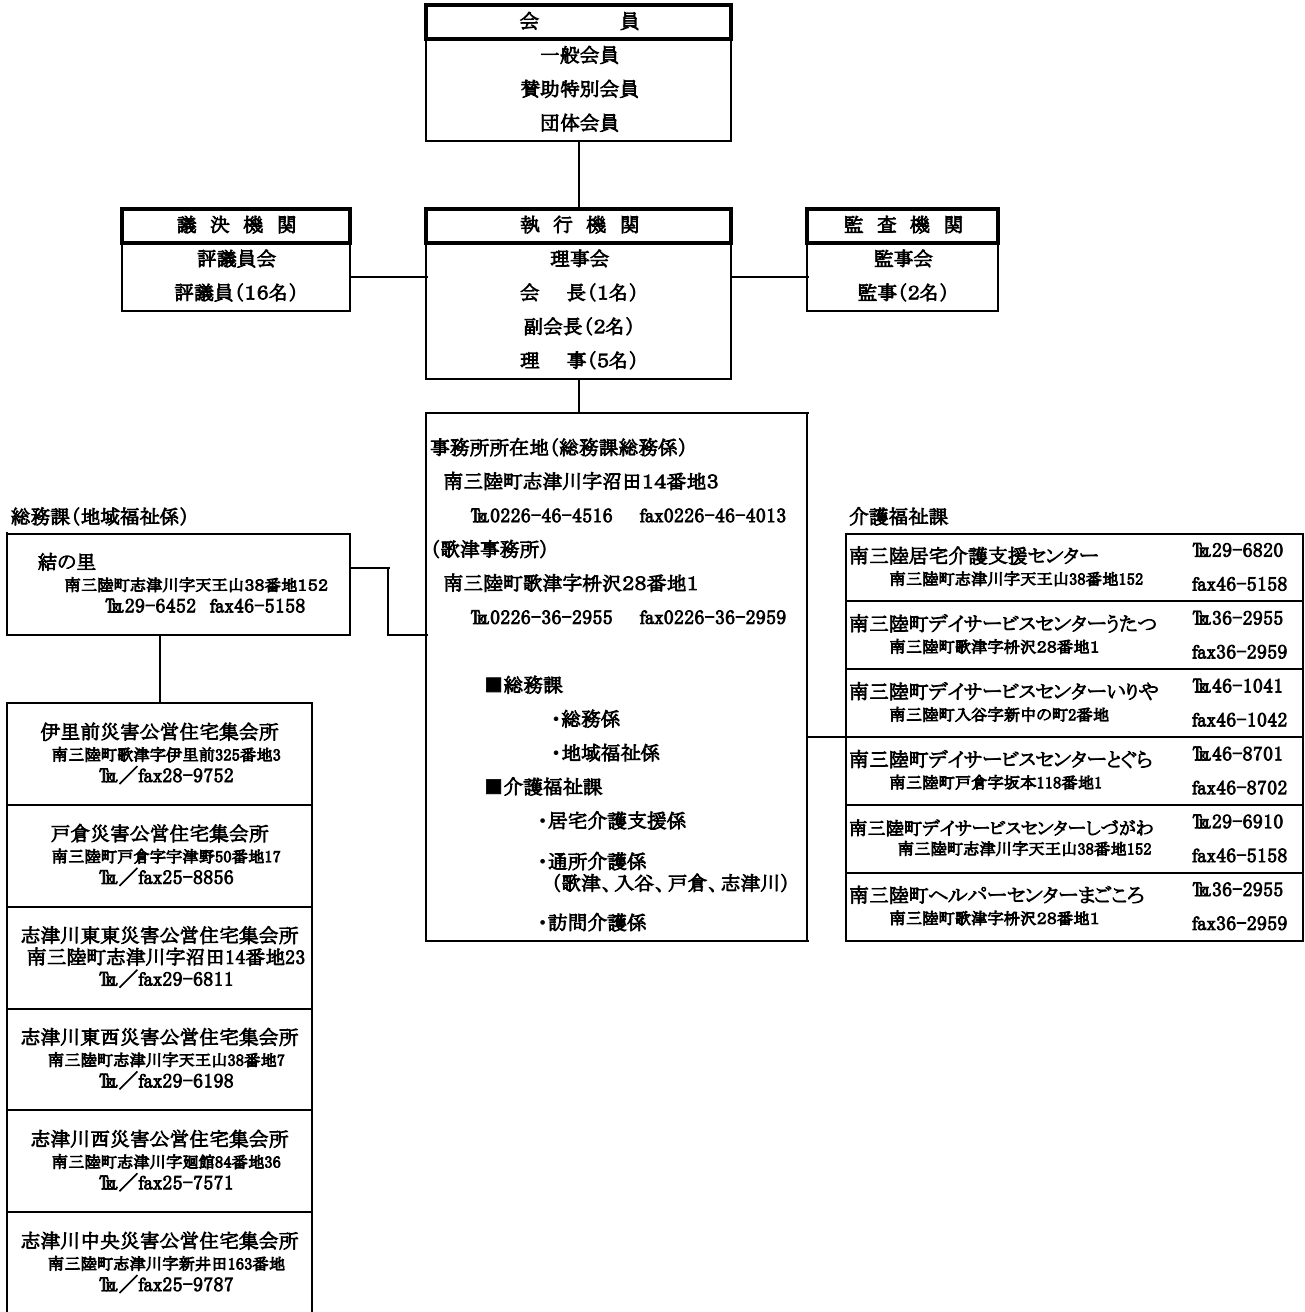 会　　　員
一般会員
賛助特別会員
団体会員
議 決 機 関
評議員会
評議員(16名)
執 行 機 関
理事会
会　長(1名)
副会長(2名)
理　事(5名)
監 査 機 関
監事会
監事(2名)
事務所所在地(総務課総務係)
南三陸町志津川字沼田14番地3
℡0226-46-4516　fax0226-46-4013
(歌津事務所)
南三陸町歌津字枡沢28番地1
℡0226-36-2955　fax0226-36-2959
■総務課
・総務係
・地域福祉係
■介護福祉課
・居宅介護支援係
・通所介護係
(歌津、入谷、戸倉、志津川)
・訪問介護係
総務課(地域福祉係)
結の里
南三陸町志津川字天王山38番地152
℡29-6452 fax46-5158
伊里前災害公営住宅集会所
南三陸町歌津字伊里前325番地3
℡／fax28-9752
戸倉災害公営住宅集会所
南三陸町戸倉字宇津野50番地17
℡／fax25-8856
志津川東東災害公営住宅集会所
南三陸町志津川字沼田14番地23
℡／fax29-6811
志津川東西災害公営住宅集会所
南三陸町志津川字天王山38番地7
℡／fax29-6198
志津川西災害公営住宅集会所
南三陸町志津川字廻館84番地36
℡／fax25-7571
志津川中央災害公営住宅集会所
南三陸町志津川字新井田163番地
℡／fax25-9787
介護福祉課
南三陸居宅介護支援センター　℡29-6820
南三陸町志津川字天王山38番地152　fax46-5158
南三陸町デイサービスセンターうたつ　℡36-2955
南三陸町歌津字枡沢28番地1　fax36-2959
南三陸町デイサービスセンターいりや　℡46-1041
南三陸町入谷字新中の町2番地　fax46-1042
南三陸町デイサービスセンターとぐら　℡46-8701
南三陸町戸倉字坂本118番地1　fax46-8702
南三陸町デイサービスセンターしづがわ　℡29-6910
南三陸町志津川字天王山38番地152　fax46-5158
南三陸町ヘルパーセンターまごころ　℡36-2955
南三陸町歌津字枡沢28番地1　fax36-2959